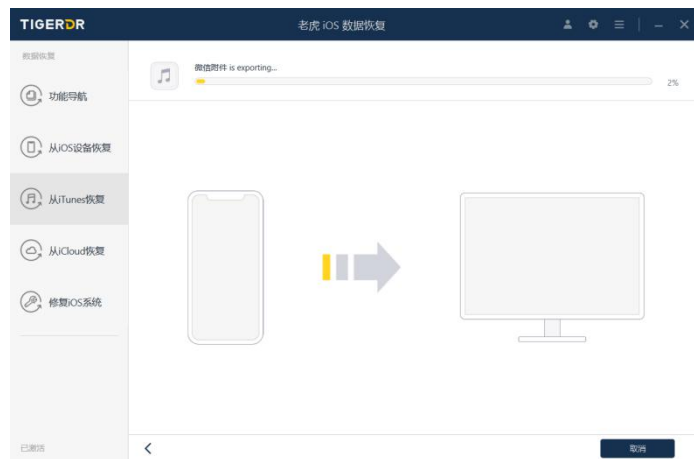 TIGERDR
老虎 iOS 数据恢复
数据恢复
微信附件 is exporting...
2%
功能导航
从iOS设备恢复
从iTunes恢复
从iCloud恢复
修复iOS系统
已激活
取消